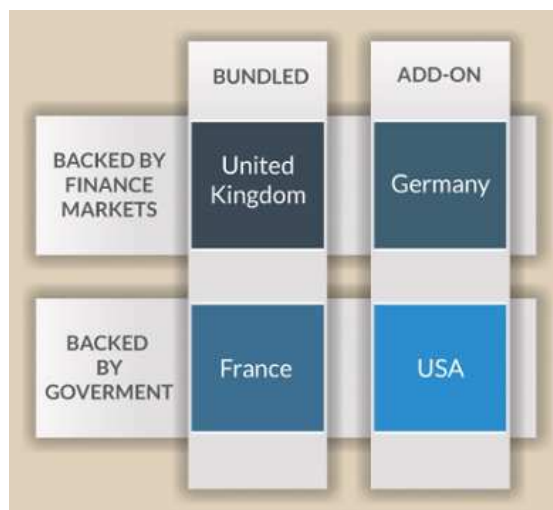 BUNDLED
ADD-ON
BACKED BY
FINANCE
MARKETS
United
Kingdom
Germany
BACKED
BY
GOVERMENT
France
USA